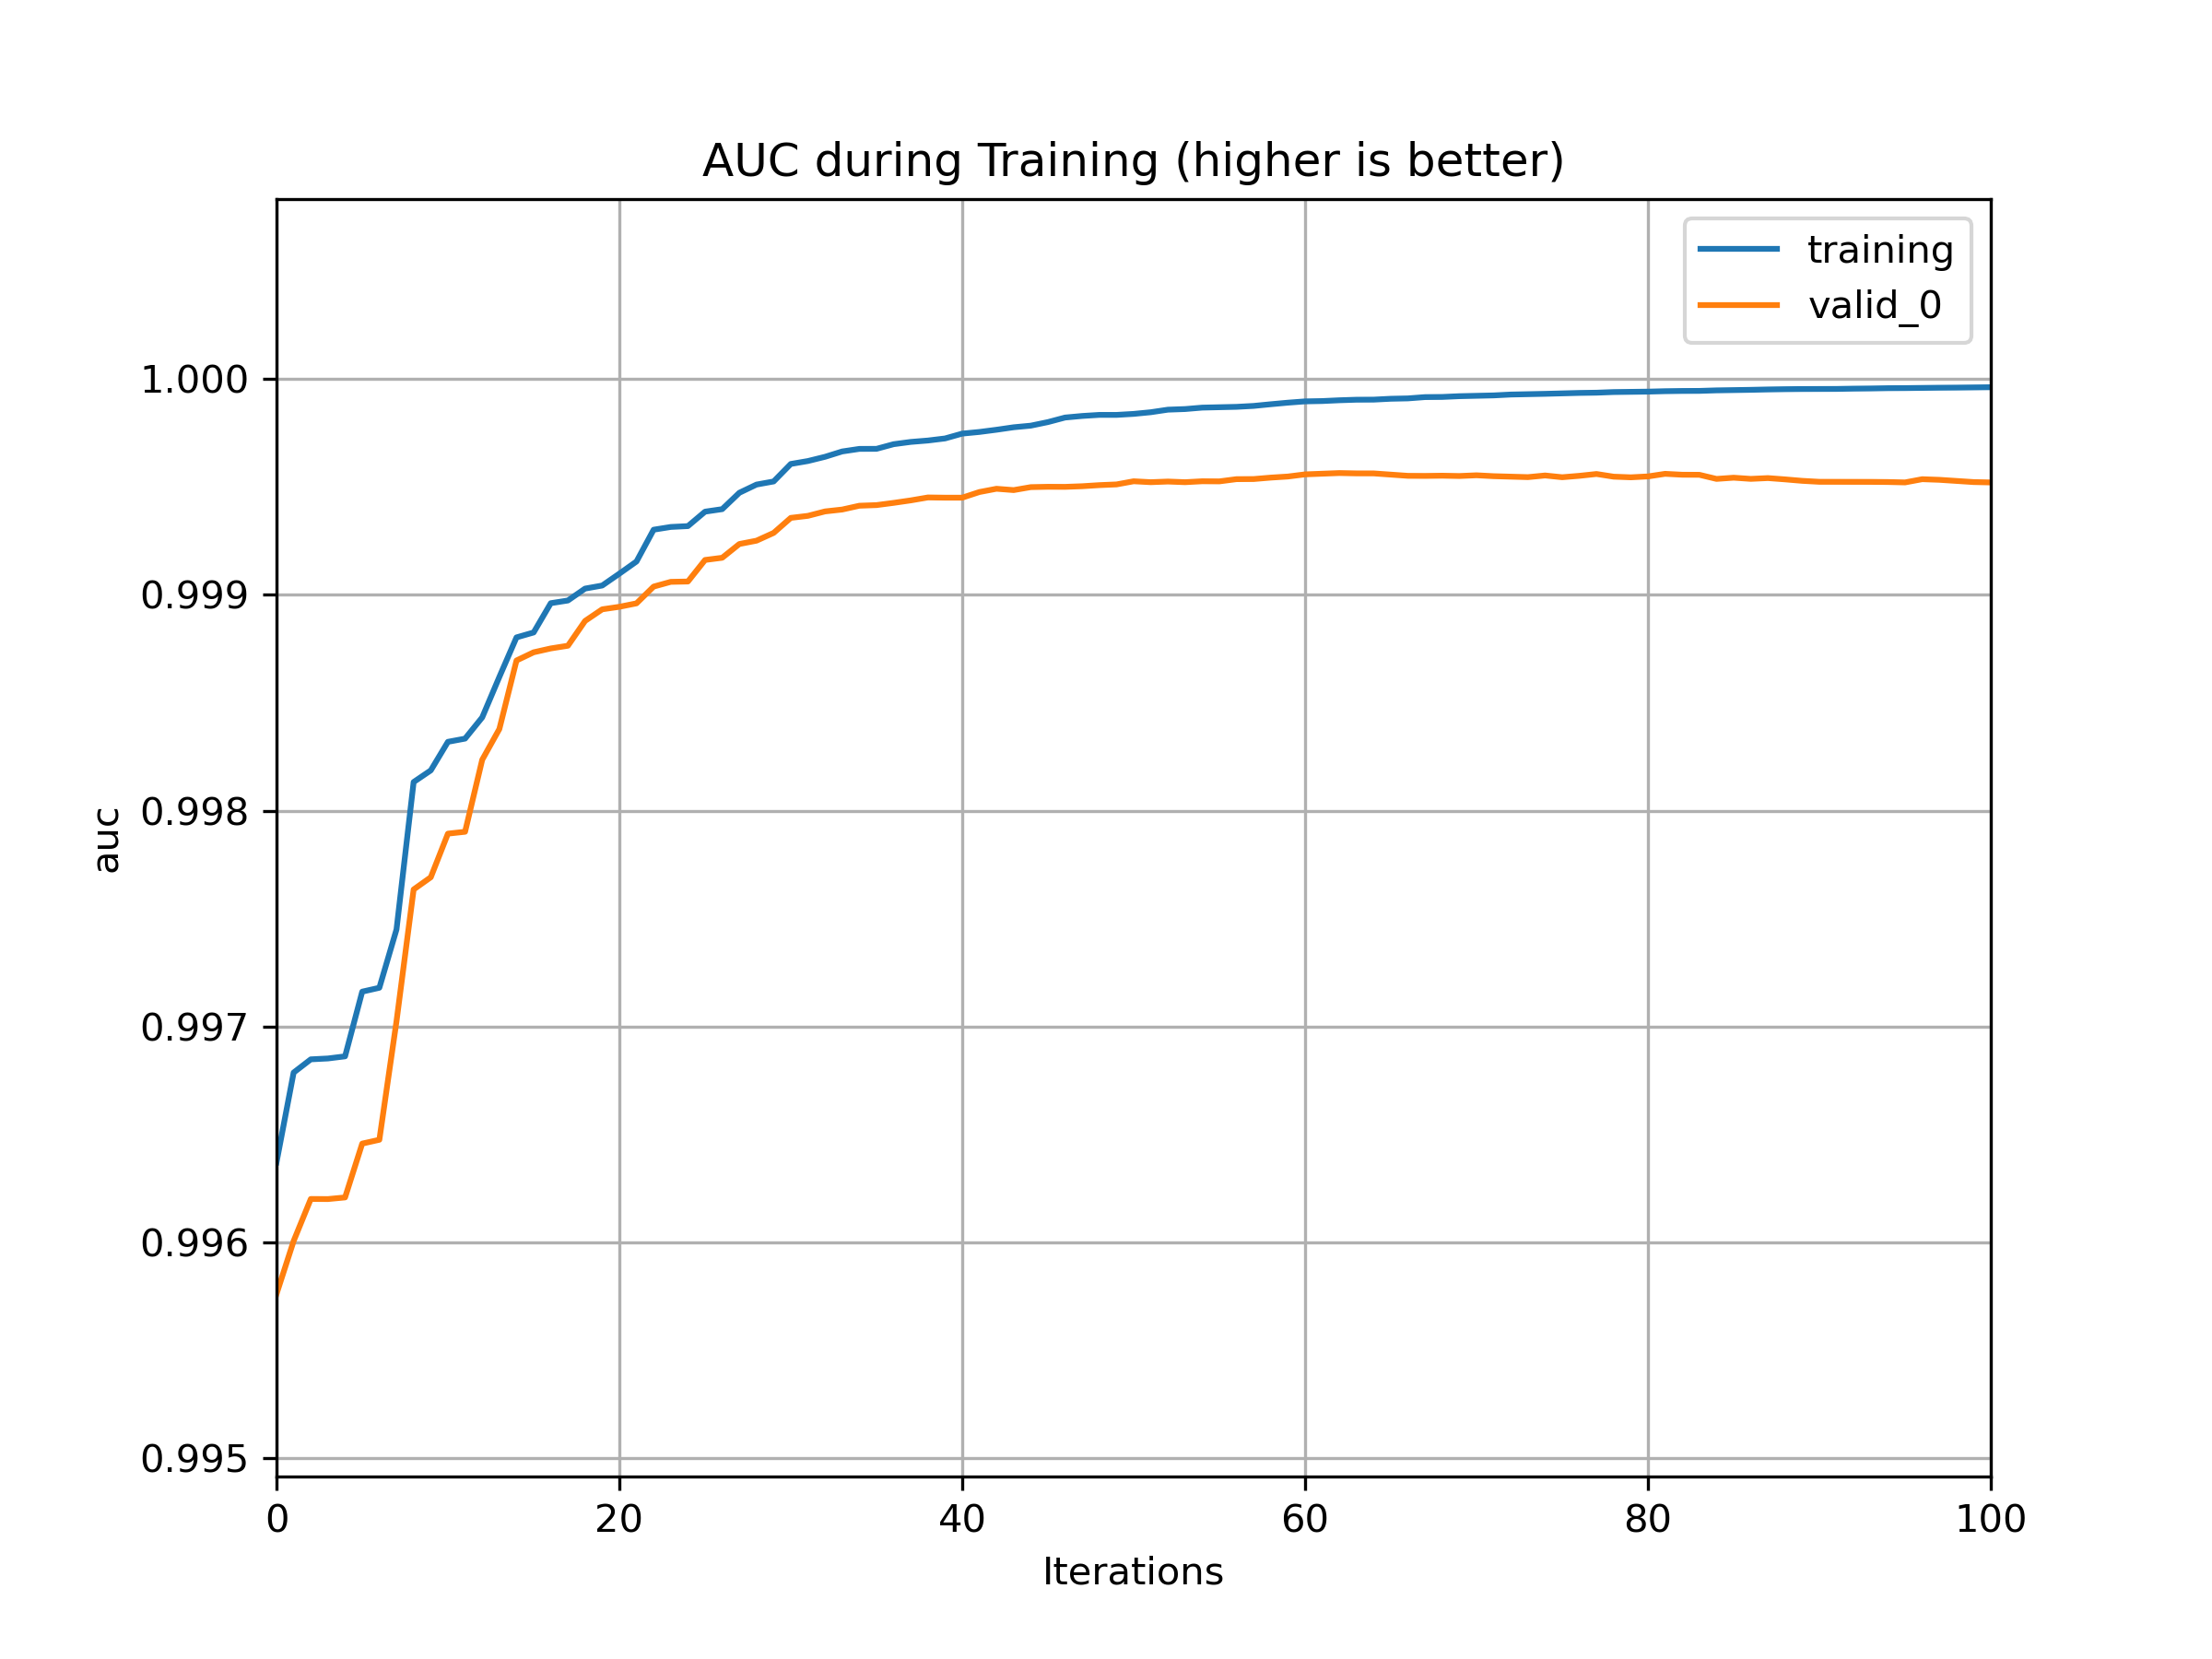 AUC during Training (higher is better)
training
valid_0
1.000
0.999
0.998
0.997
0.996
0.995
auc
0 20 40 60 80 100
Iterations